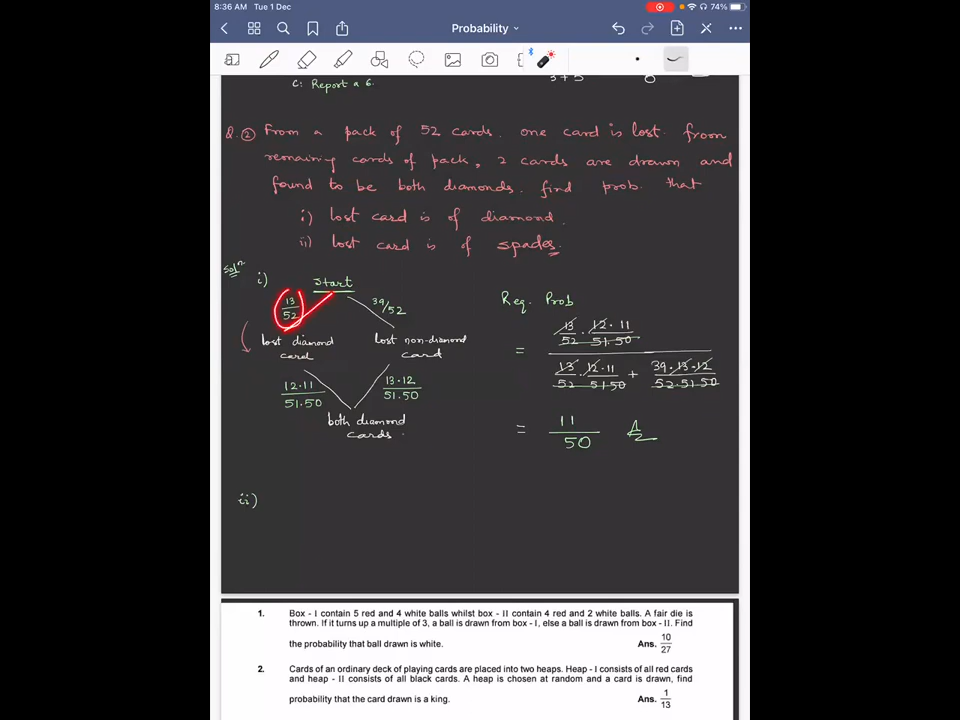 8:36 AM Tue 1 Dec 74%
Probability
C: Report a 6.
Q. ② From a pack of 52 cards. one card is lost. from
remaining cards of pack, 2 cards are drawn and
found to be both diamonds. find prob. that
i) lost card is of diamond.
ii) lost card is of spades.
Solⁿ i) Start
13/52 39/52
lost diamond card
lost non-diamond card
12·11/51.50 13·12/51.50
both diamond
cards.
Req. Prob
= (13/52 · 12·11/51.50) / (13/52 · 12·11/51.50 + 39·13·12/52·51·50)
= 11/50
ii)
1. Box - I contain 5 red and 4 white balls whilst box - II contain 4 red and 2 white balls. A fair die is
thrown. If it turns up a multiple of 3, a ball is drawn from box - I, else a ball is drawn from box - II. Find
the probability that ball drawn is white. Ans. 10/27
2. Cards of an ordinary deck of playing cards are placed into two heaps. Heap - I consists of all red cards
and heap - II consists of all black cards. A heap is chosen at random and a card is drawn, find
probability that the card drawn is a king. Ans. 1/13